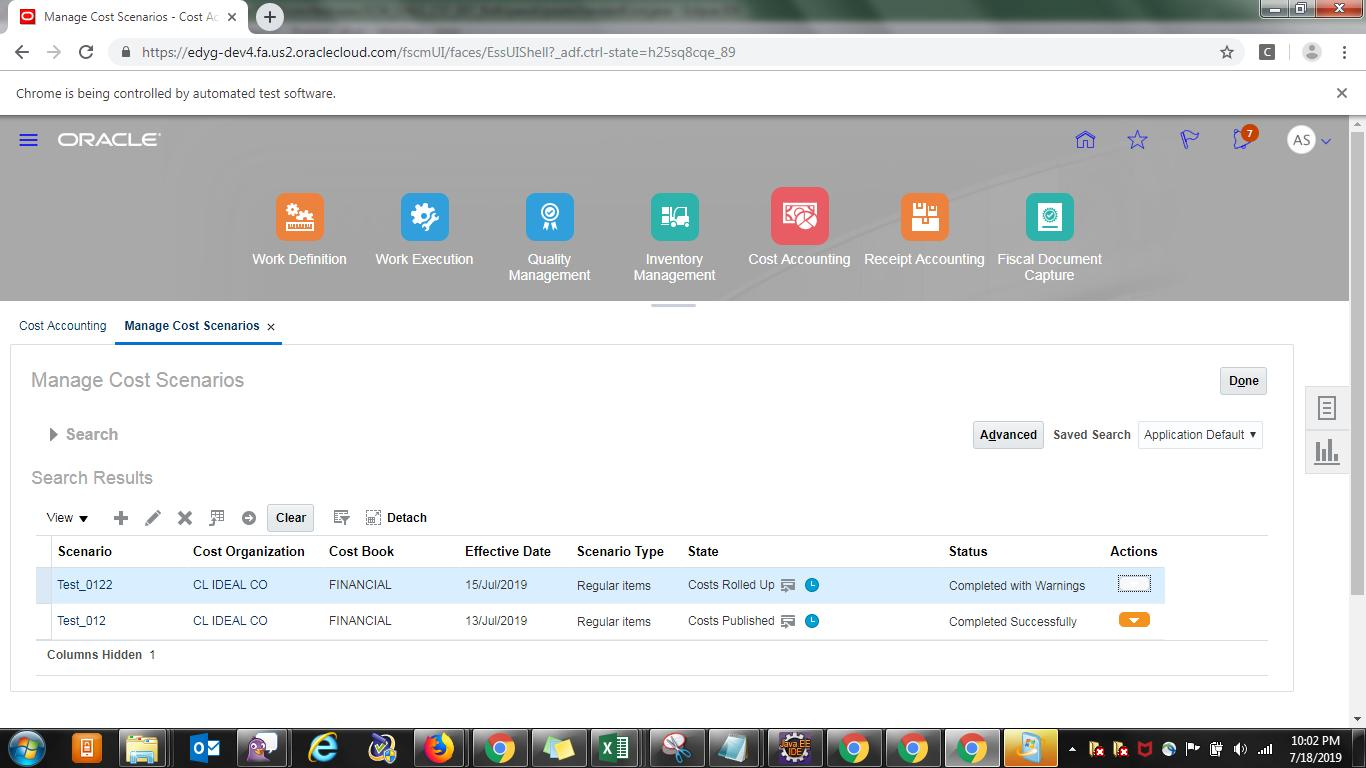 Manage Cost Scenarios - Cost Ac
https://edyg-dev4.fa.us2.oraclecloud.com/fscmUI/faces/EssUIShell?_adf.ctrl-state=h25sq8cqe_89
C
Chrome is being controlled by automated test software.
ORACLE
7
AS
Work Definition
Work Execution
Quality Management
Inventory Management
Cost Accounting
Receipt Accounting
Fiscal Document Capture
Cost Accounting Manage Cost Scenarios
Manage Cost Scenarios
Done
Search
Advanced Saved Search Application Default
Search Results
View Clear Detach
Scenario Cost Organization Cost Book Effective Date Scenario Type State Status Actions
Test_0122 CL IDEAL CO FINANCIAL 15/Jul/2019 Regular items Costs Rolled Up Completed with Warnings
Test_012 CL IDEAL CO FINANCIAL 13/Jul/2019 Regular items Costs Published Completed Successfully
Columns Hidden 1
Java EE
IDE
10:02 PM
7/18/2019